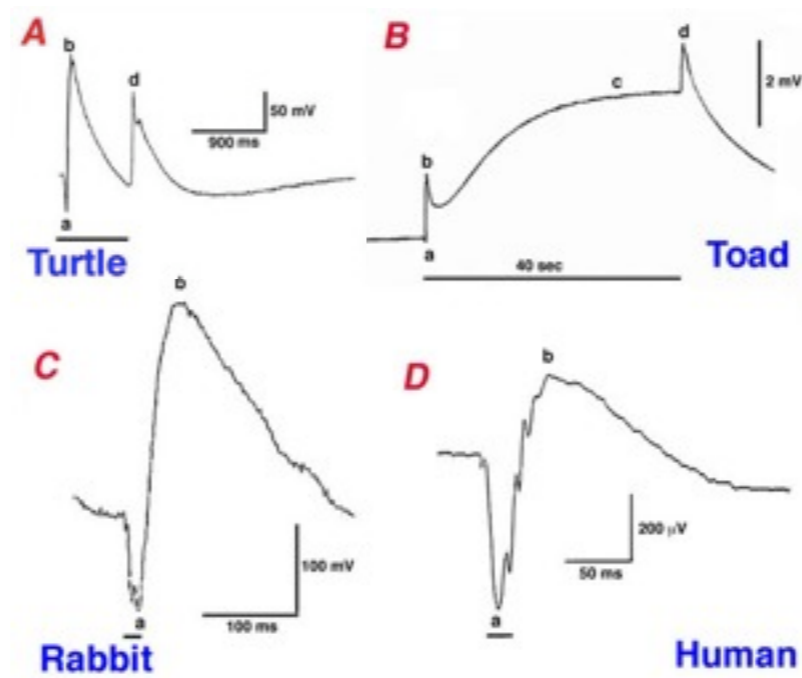 A
b
d
50 mV
900 ms
a
Turtle
B
d
c
2 mV
b
a
40 sec
Toad
C
b
100 mV
a
100 ms
Rabbit
D
b
200 µV
50 ms
a
Human